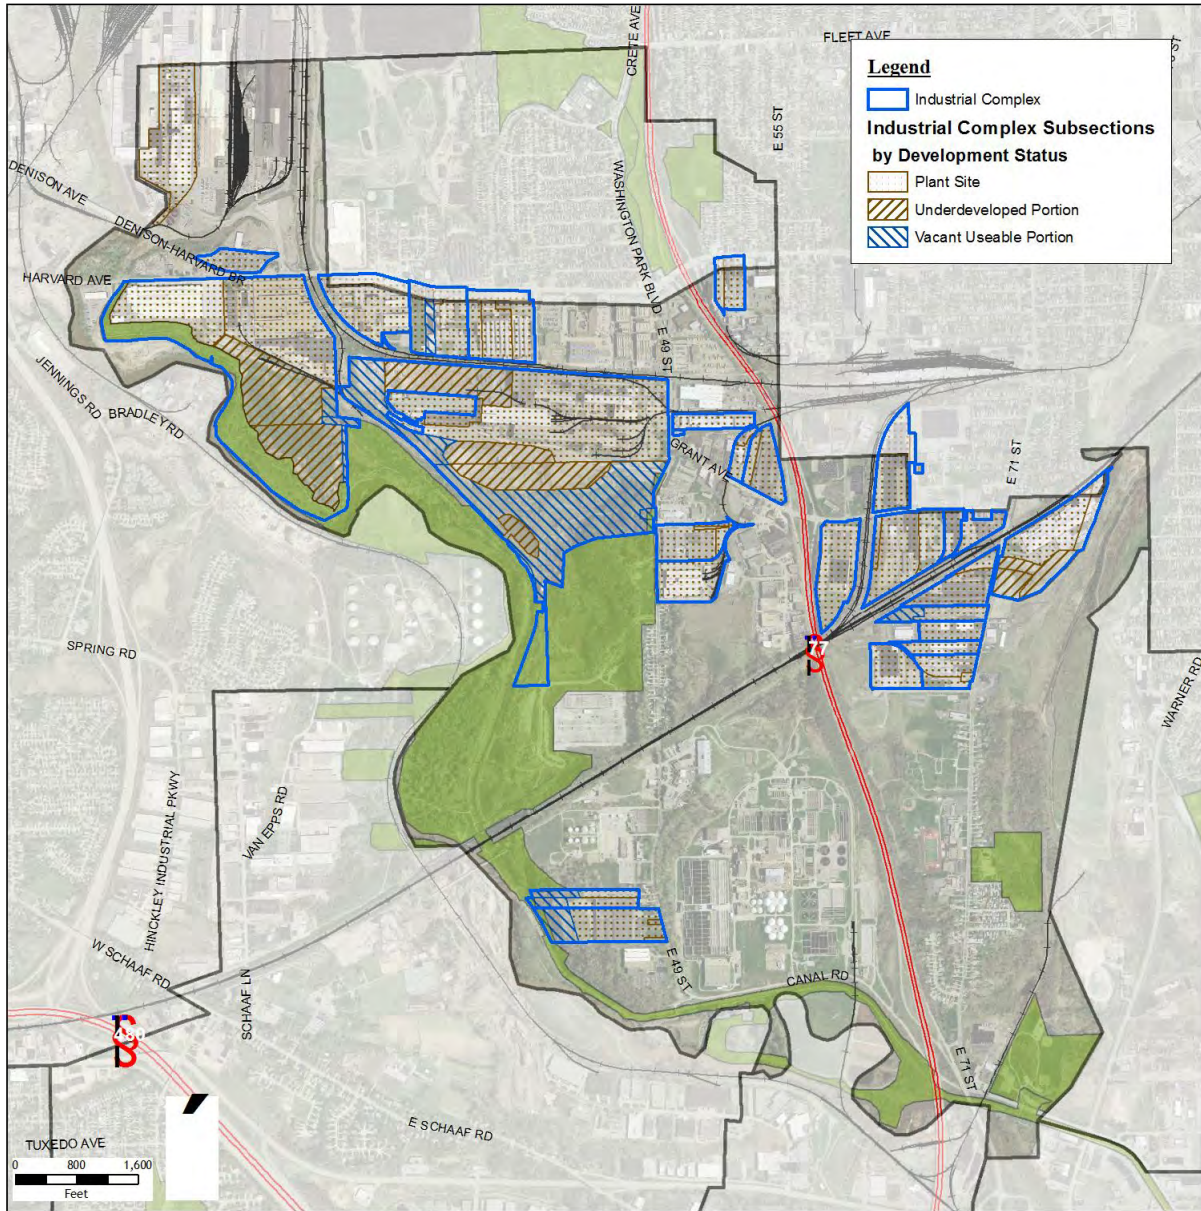 FLEET AVE
CRETE AVE
E 55 ST
Legend
Industrial Complex
Industrial Complex Subsections
by Development Status
Plant Site
Underdeveloped Portion
Vacant Useable Portion
DENISON AVE
DENISON-HARVARD BR
WASHINGTON PARK BLVD
HARVARD AVE
E 49 ST
JENNINGS RD
BRADLEY RD
GRANT AVE
E 71 ST
SPRING RD
77
WARNER RD
HINCKLEY INDUSTRIAL PKWY
VAN EPPS RD
W SCHAAF RD
SCHAAF LN
E 49 ST
CANAL RD
480
E 71 ST
E SCHAAF RD
TUXEDO AVE
0 800 1,600
Feet